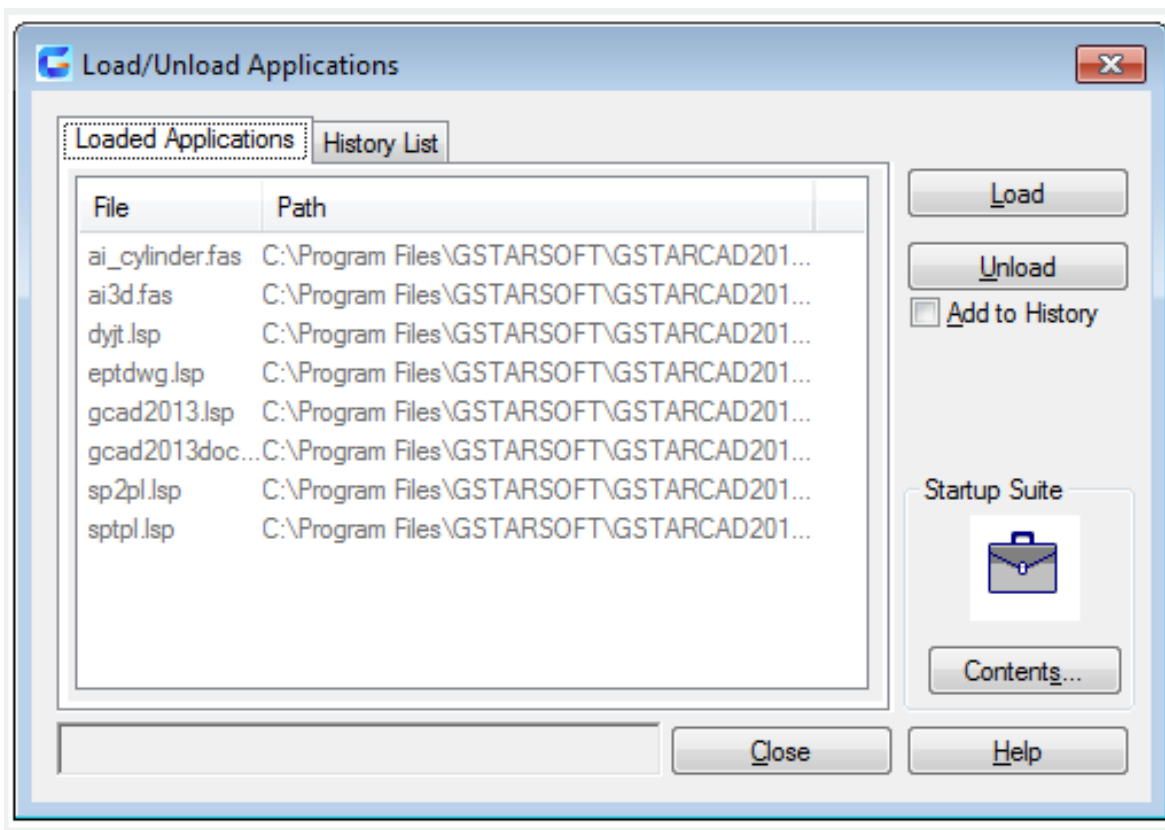 Load/Unload Applications
Loaded Applications History List
File Path
ai_cylinder.fas C:\Program Files\GSTARSOFT\GSTARCAD201...
ai3d.fas C:\Program Files\GSTARSOFT\GSTARCAD201...
dyjt.lsp C:\Program Files\GSTARSOFT\GSTARCAD201...
eptdwg.lsp C:\Program Files\GSTARSOFT\GSTARCAD201...
gcad2013.lsp C:\Program Files\GSTARSOFT\GSTARCAD201...
gcad2013doc...C:\Program Files\GSTARSOFT\GSTARCAD201...
sp2pl.lsp C:\Program Files\GSTARSOFT\GSTARCAD201...
sptpl.lsp C:\Program Files\GSTARSOFT\GSTARCAD201...
Load
Unload
Add to History
Startup Suite
Contents...
Close
Help